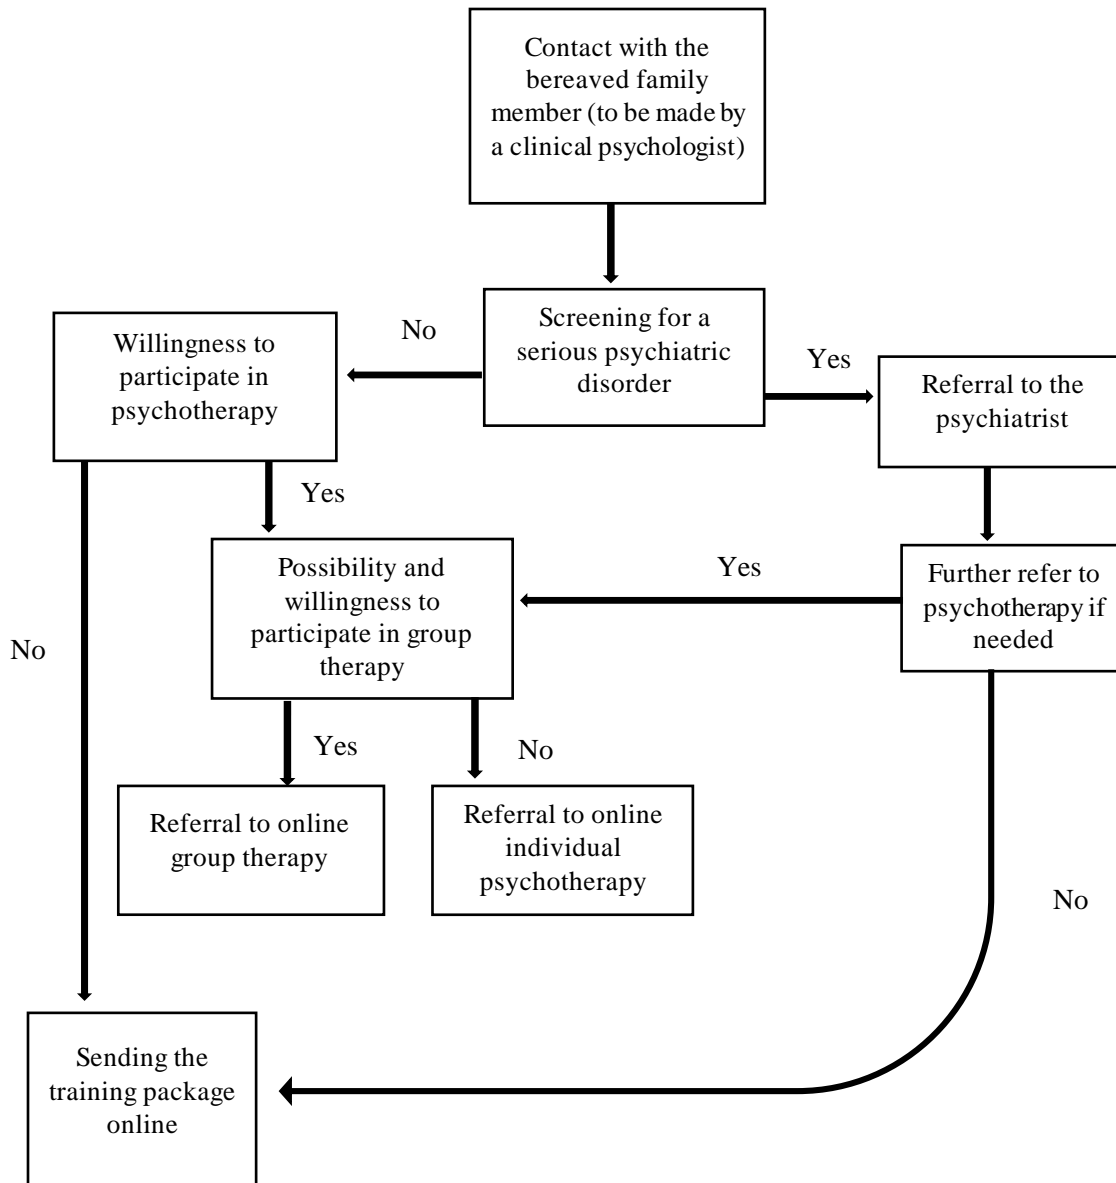 Contact with the
bereaved family
member (to be made by
a clinical psychologist)
No
Screening for a
serious psychiatric
disorder
Yes
Willingness to
participate in
psychotherapy
Referral to the
psychiatrist
Yes
Possibility and
willingness to
participate in group
therapy
Yes
Further refer to
psychotherapy if
needed
No
Yes
No
Referral to online
group therapy
Referral to online
individual
psychotherapy
No
Sending the
training package
online